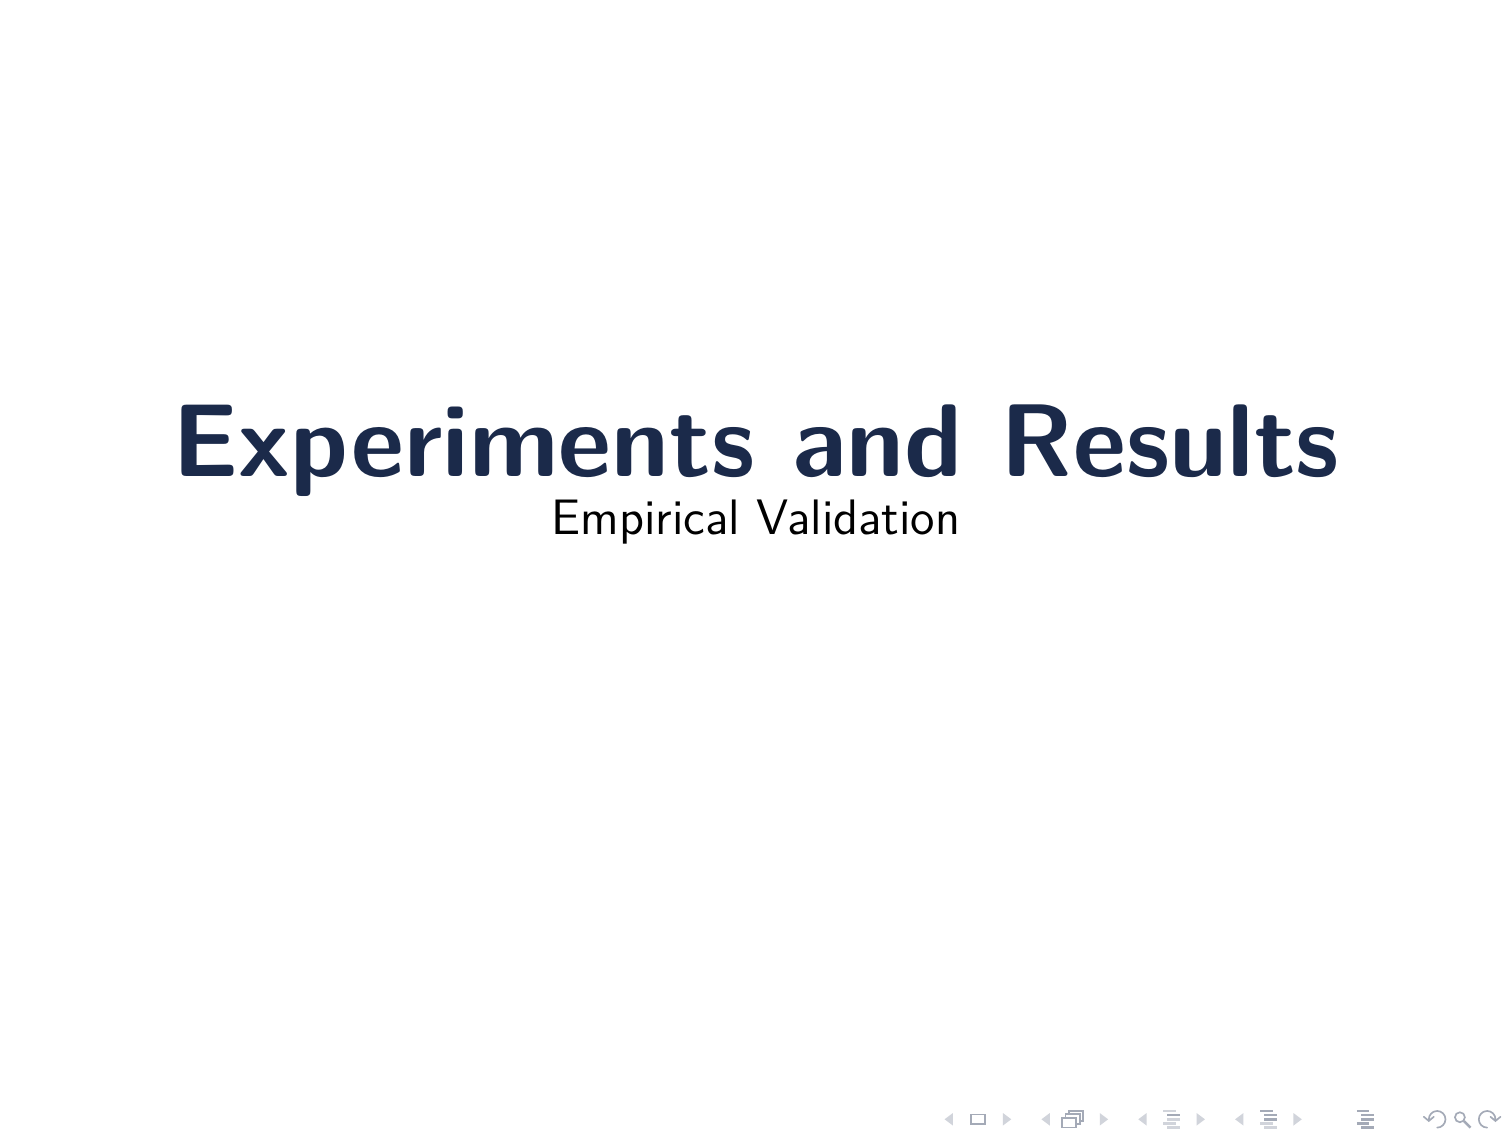 Experiments and Results
Empirical Validation